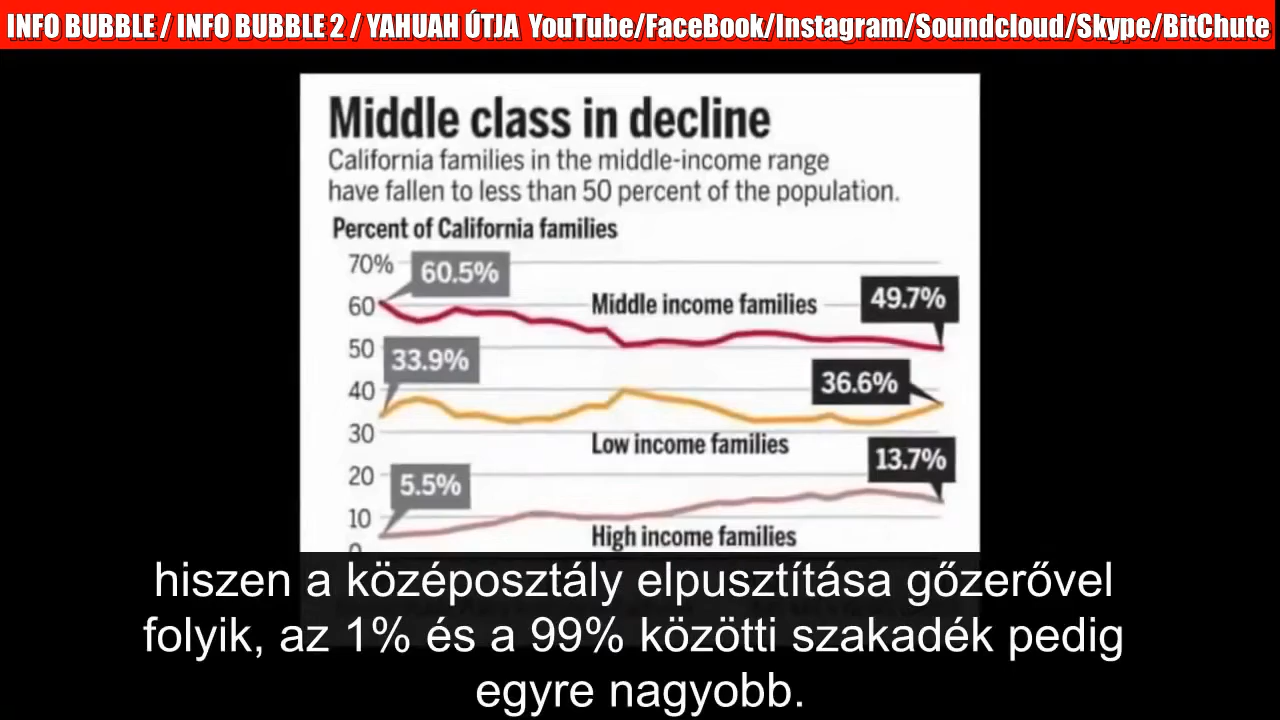 INFO BUBBLE / INFO BUBBLE 2 / YAHUAH ÚTJA YouTube/FaceBook/Instagram/Soundcloud/Skype/BitChute
Middle class in decline
California families in the middle-income range
have fallen to less than 50 percent of the population.
Percent of California families
70%
60.5%
60
Middle income families
49.7%
50
33.9%
36.6%
40
30
Low income families
13.7%
20
5.5%
10
High income families
0
hiszen a középosztály elpusztítása gőzerővel
folyik, az 1% és a 99% közötti szakadék pedig
egyre nagyobb.